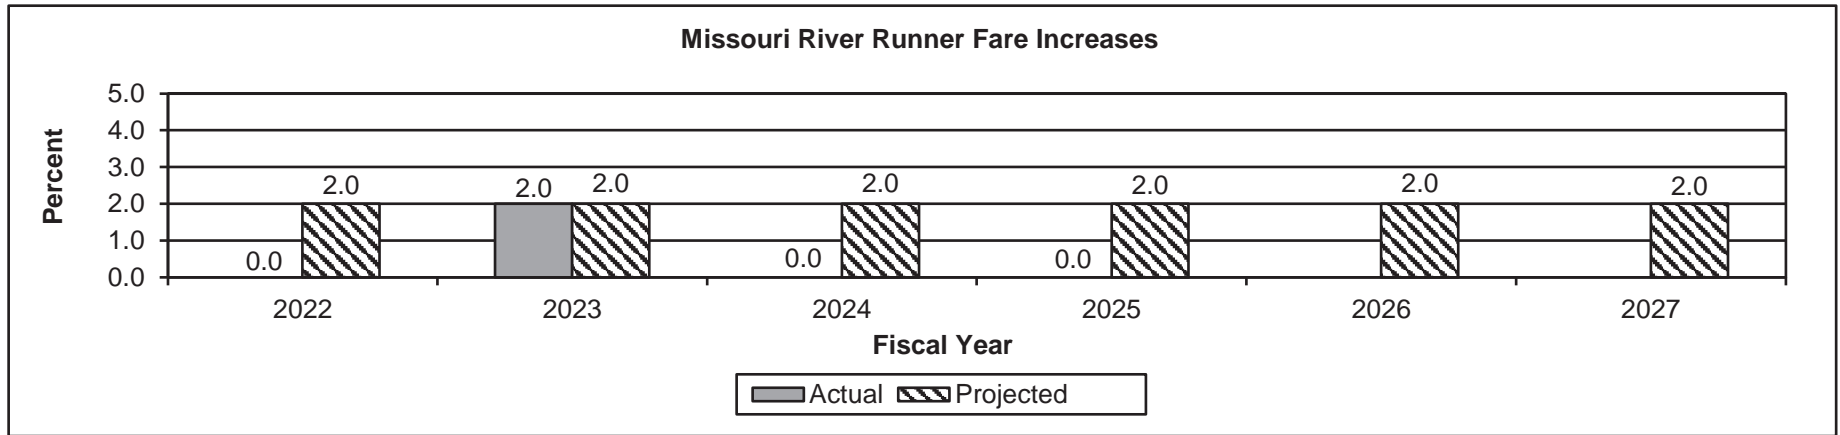 Missouri River Runner Fare Increases
Percent
5.0
4.0
3.0
2.0
1.0
0.0
0.0 2.0
2.0 2.0
0.0 2.0
0.0 2.0
2.0
2.0
2022 2023 2024 2025 2026 2027
Fiscal Year
Actual Projected